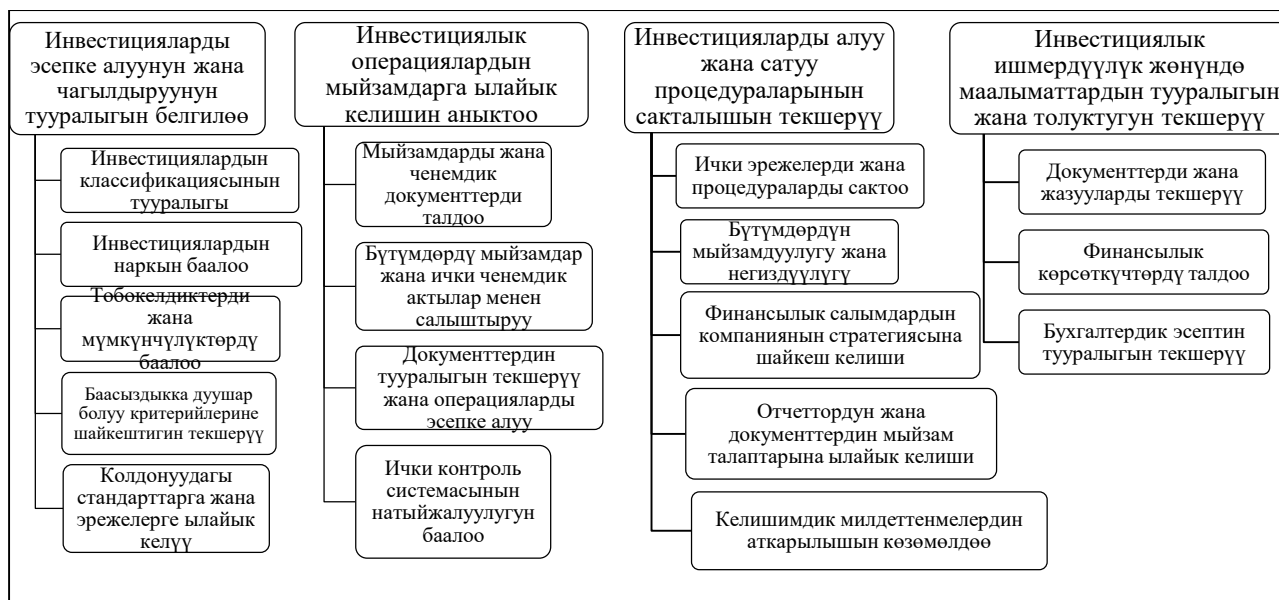 Инвестицияларды
эсепке алуунун жана
чагылдыруунун
тууралыгын белгилөө
Инвестициялардын
классификациясынын
тууралыгы
Инвестициялардын
наркын баалоо
Тобокелдиктерди
жана
мүмкүнчүлүктөрдү
баалоо
Баасыздыкка дуушар
болуу критерийлерине
шайкештигин текшерүү
Колдонуудагы
стандарттарга жана
эрежелерге ылайык
келүү
Инвестициялык
операциялардын
мыйзамдарга ылайык
келишин аныктоо
Мыйзамдарды жана
ченемдик
документтерди
талдоо
Бүтүмдөрдү мыйзамдар
жана ички ченемдик
актылар менен
салыштыруу
Документтердин
тууралыгын текшерүү
жана операцияларды
эсепке алуу
Ички контроль
системасынын
натыйжалуулугун
баалоо
Инвестицияларды алуу
жана сатуу
процедураларынын
сакталышын текшерүү
Ички эрежелерди жана
процедураларды сактоо
Бүтүмдөрдүн
мыйзамдуулугу жана
негиздүүлүгү
Финансылык салымдардын
компаниянын стратегиясына
шайкеш келиши
Отчеттордун жана
документтердин мыйзам
талаптарына ылайык келиши
Келишимдик милдеттенмелердин
аткарылышын көзөмөлдөө
Инвестициялык
ишмердүүлүк жөнүндө
маалыматтардын тууралыгын
жана толуктугун текшерүү
Документтерди жана
жазууларды текшерүү
Финансылык
көрсөткүчтөрдү талдоо
Бухгалтердик эсептин
тууралыгын текшерүү